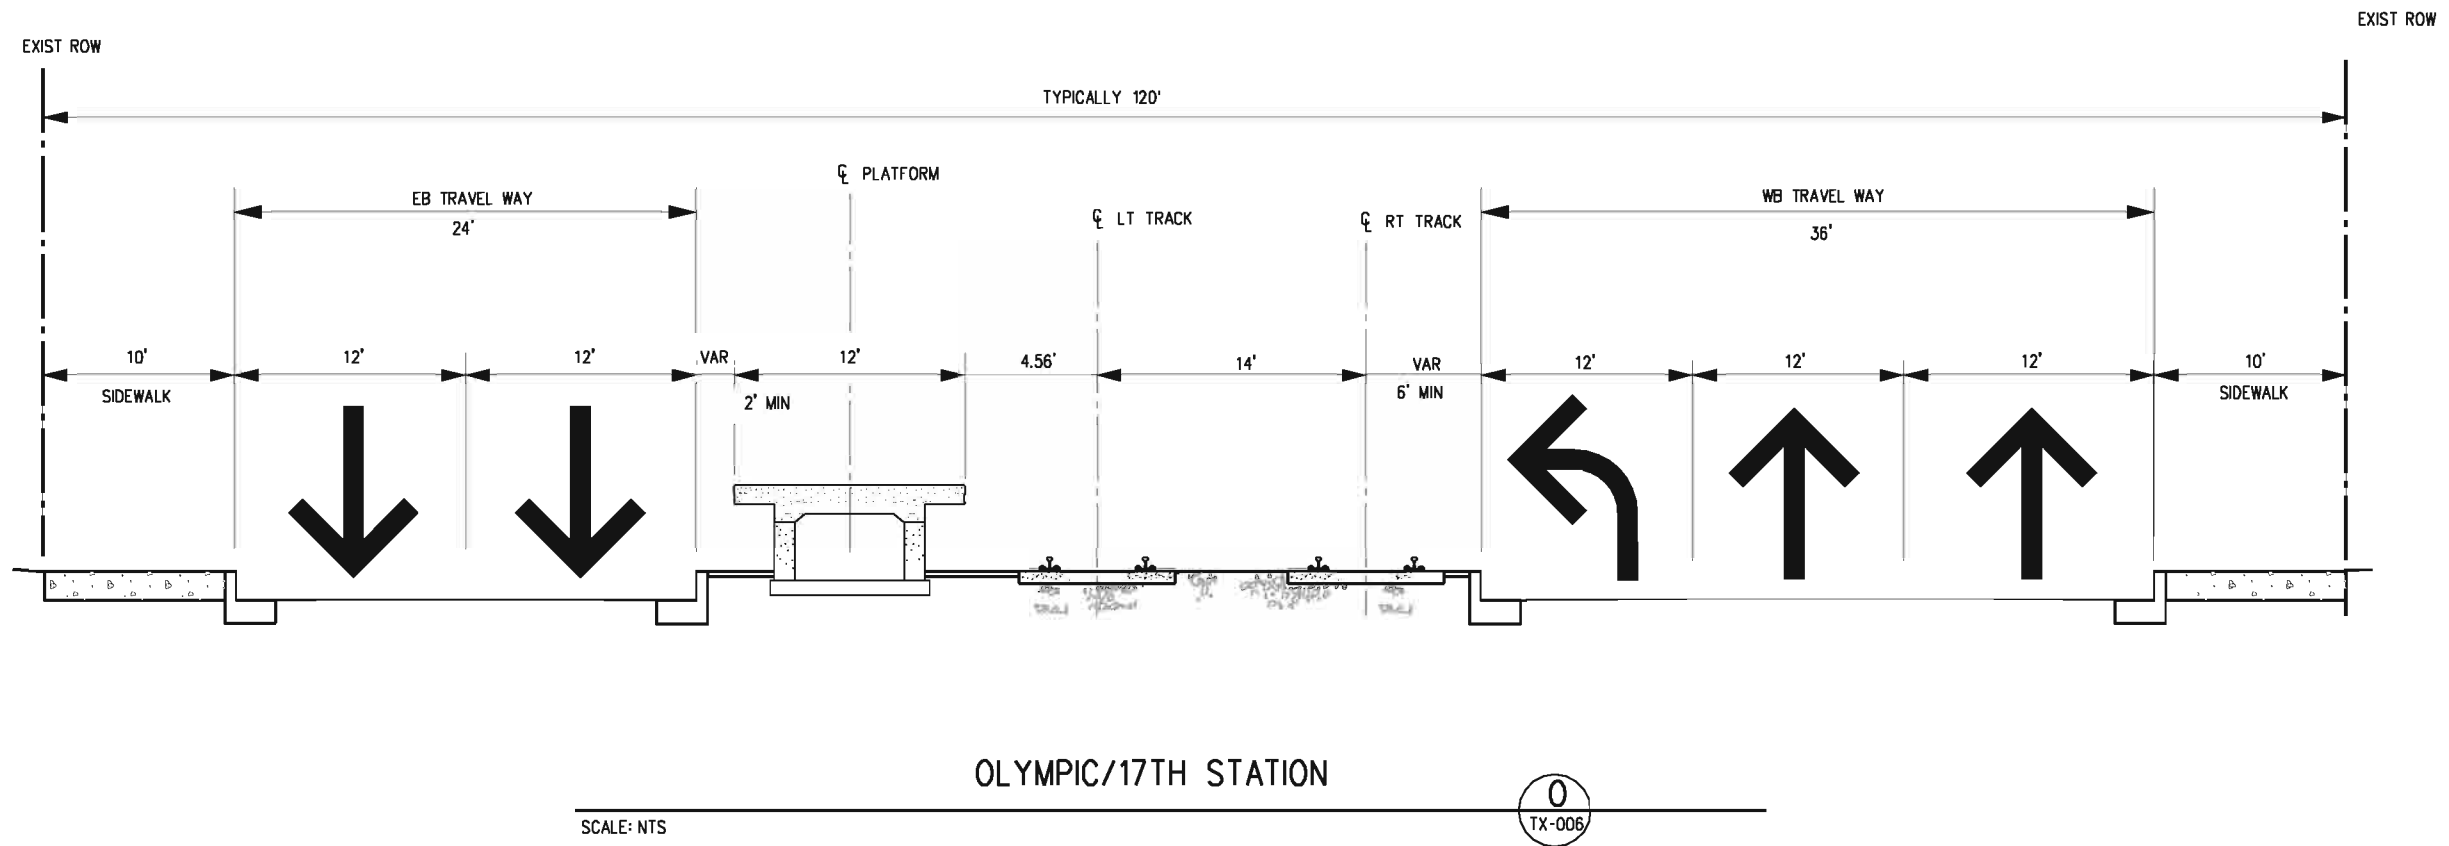 EXIST ROW
EXIST ROW
TYPICALLY 120'
℄ PLATFORM
EB TRAVEL WAY
24'
℄ LT TRACK
℄ RT TRACK
WB TRAVEL WAY
36'
10'
12'
12'
VAR
12'
4.56'
14'
VAR
12'
12'
12'
10'
SIDEWALK
2' MIN
6' MIN
SIDEWALK
OLYMPIC/17TH STATION
O
SCALE: NTS
TX-006